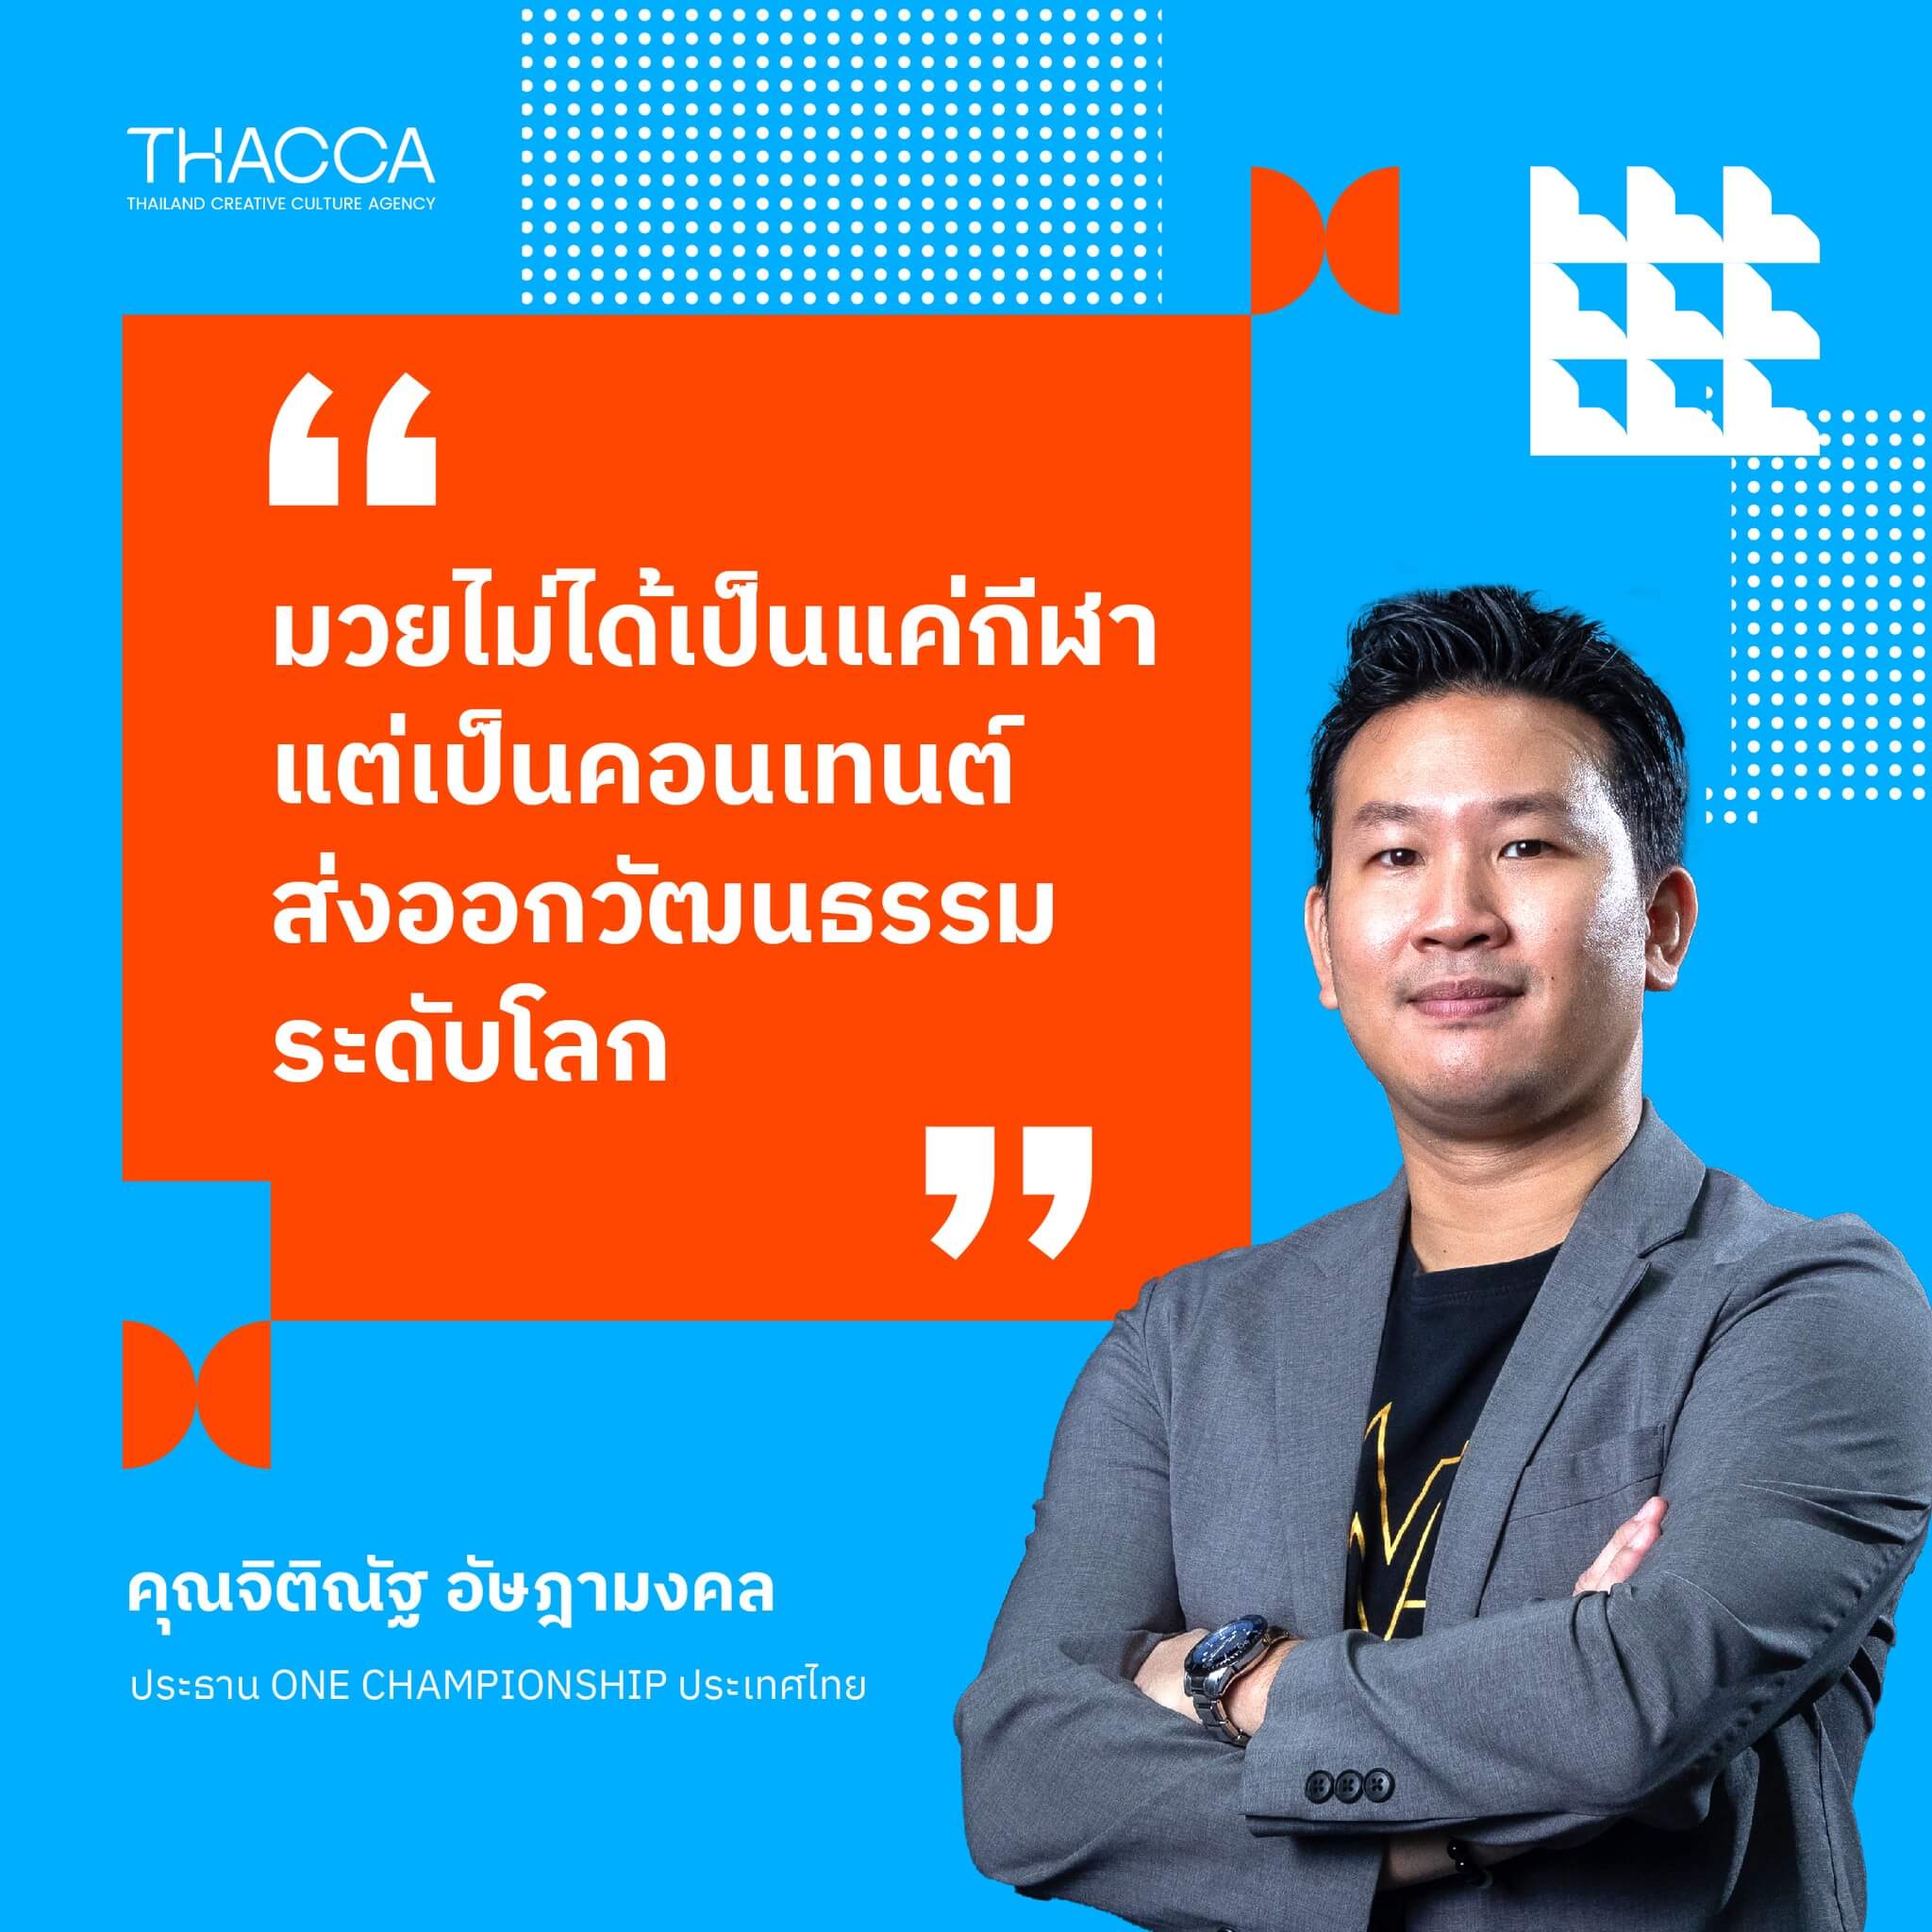 THACCA
THAILAND CREATIVE CULTURE AGENCY
“
มวยไม่ได้เป็นแค่กีฬา
แต่เป็นคอนเทนต์
ส่งออกวัฒนธรรม
ระดับโลก
”
คุณจิติณัฐ อัษฎามงคล
ประธาน ONE CHAMPIONSHIP ประเทศไทย